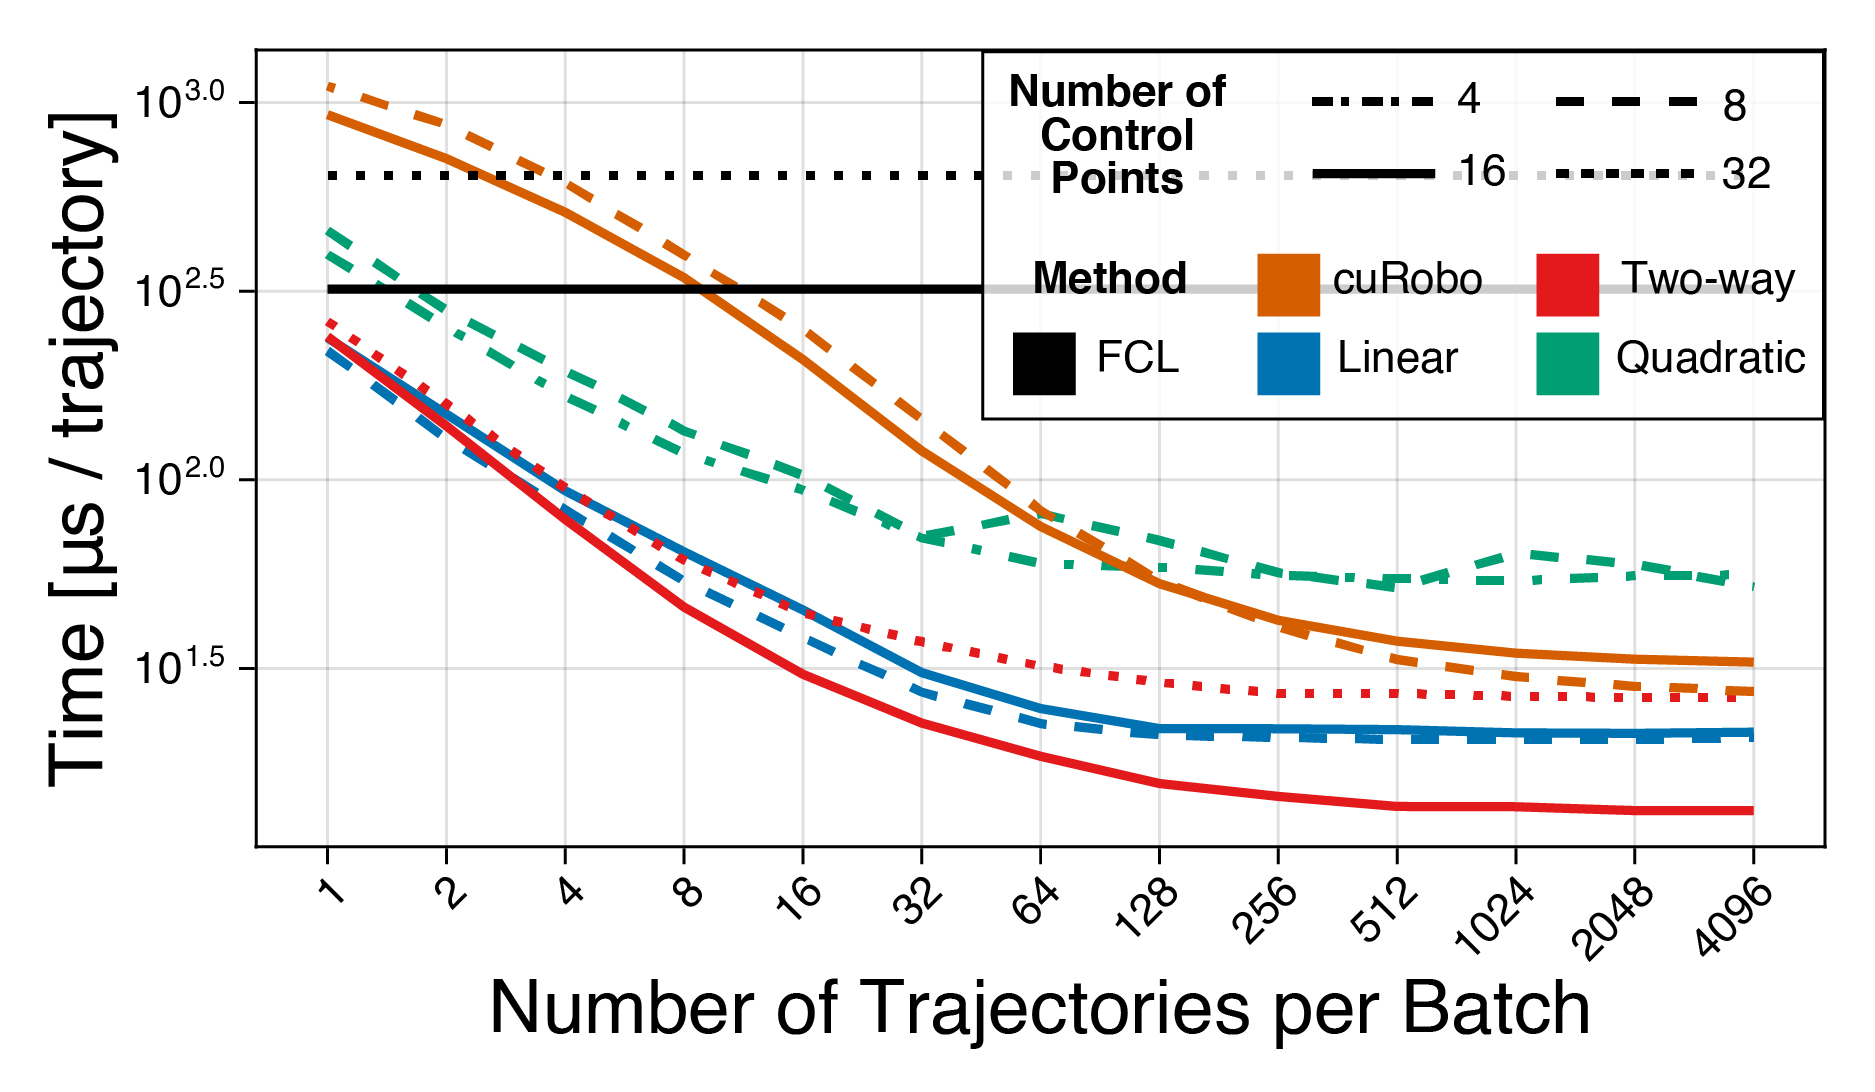 Time [µs / trajectory]
10^3.0
10^2.5
10^2.0
10^1.5
Number of
Control
Points
4
8
16
32
Method
cuRobo
Two-way
FCL
Linear
Quadratic
1
2
4
8
16
32
64
128
256
512
1024
2048
4096
Number of Trajectories per Batch